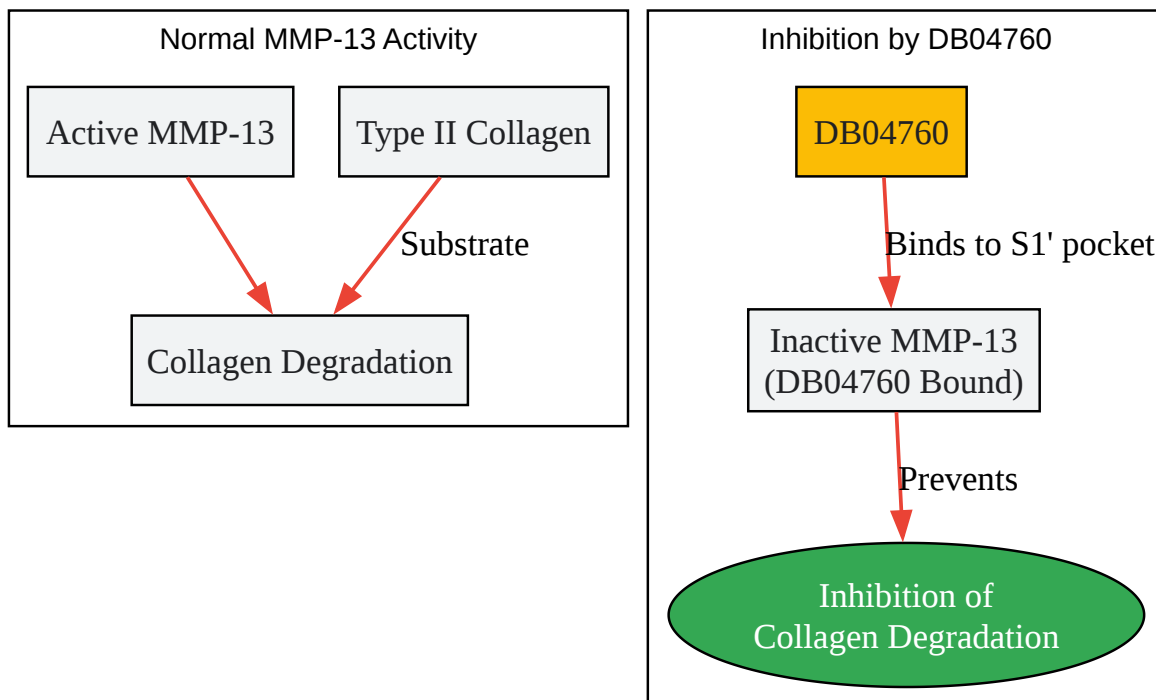 Normal MMP-13 Activity
Active MMP-13
Type II Collagen
Substrate
Collagen Degradation
Inhibition by DB04760
DB04760
Binds to S1' pocket
Inactive MMP-13
(DB04760 Bound)
Prevents
Inhibition of
Collagen Degradation